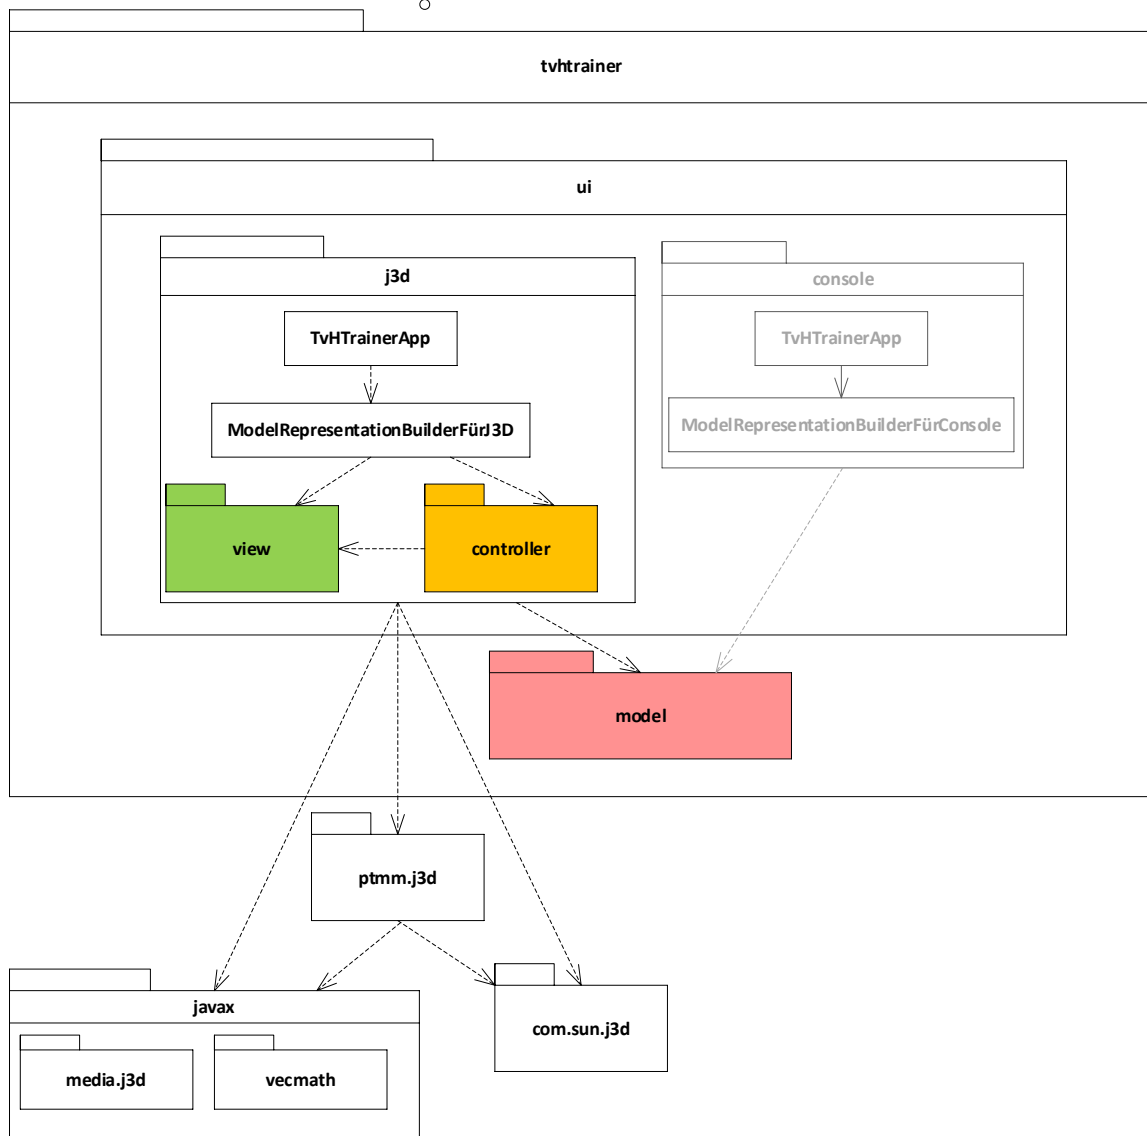 tvhtrainer
ui
j3d
console
TvHTrainerApp
TvHTrainerApp
ModelRepresentationBuilderFürJ3D
ModelRepresentationBuilderFürConsole
view
controller
model
ptmm.j3d
javax
com.sun.j3d
media.j3d
vecmath